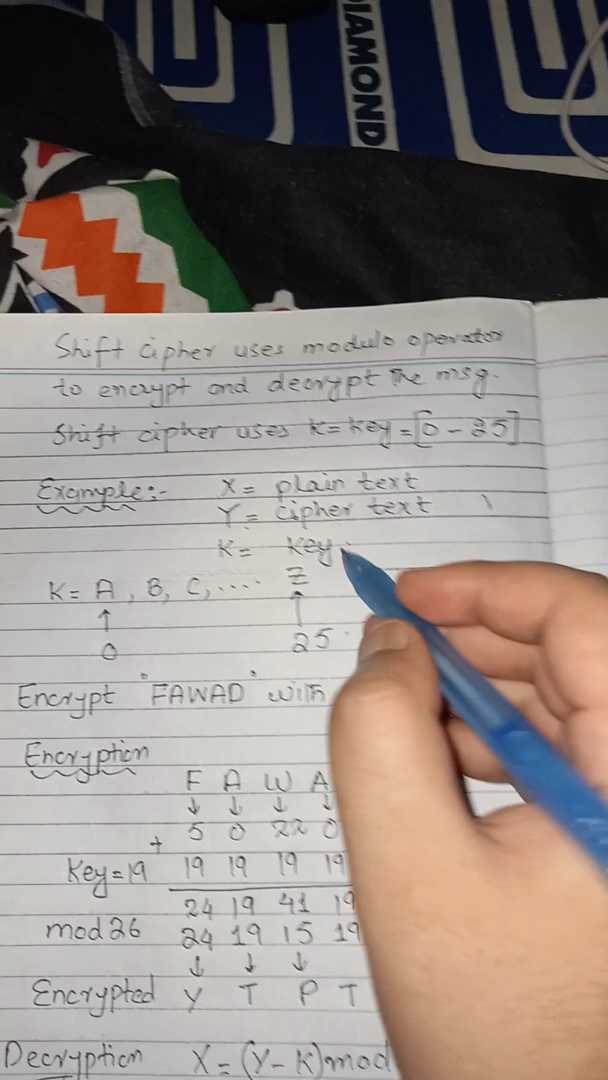 DIAMOND
Shift cipher uses modulo operator
to encrypt and decrypt the msg.
Shift cipher uses K= Key =[0 - 25]
Example:- X= plain text
Y= cipher text
K= Key
K= A , B, C, .... Z
↑ ↑
0 25
Encrypt "FAWAD" with
Encryption
F A W A
↓ ↓ ↓ ↓
+ 5 0 22 0
Key=19 19 19 19 19
24 19 41 19
mod26 24 19 15 19
↓ ↓ ↓
Encrypted Y T P T
Decryption X=(Y-K)mod